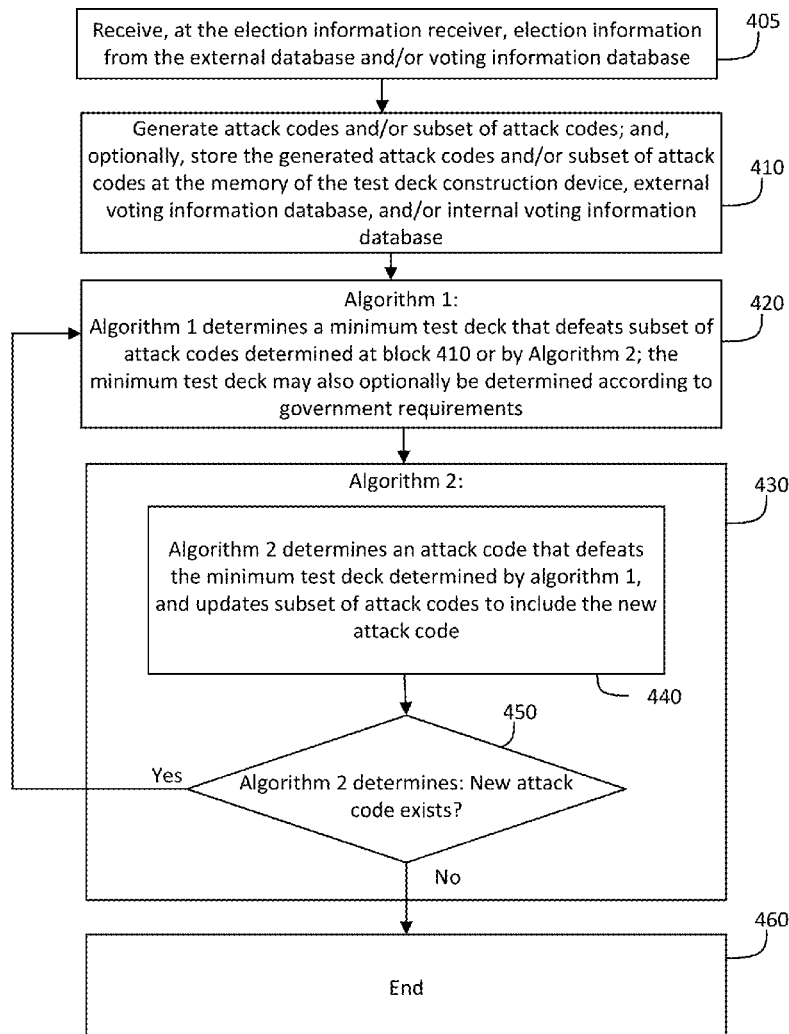 Receive, at the election information receiver, election information
from the external database and/or voting information database
405
Generate attack codes and/or subset of attack codes; and,
optionally, store the generated attack codes and/or subset of attack
codes at the memory of the test deck construction device, external
voting information database, and/or internal voting information
database
410
Algorithm 1:
Algorithm 1 determines a minimum test deck that defeats subset of
attack codes determined at block 410 or by Algorithm 2; the
minimum test deck may also optionally be determined according to
government requirements
420
Algorithm 2:
430
Algorithm 2 determines an attack code that defeats
the minimum test deck determined by algorithm 1,
and updates subset of attack codes to include the new
attack code
440
450
Yes
Algorithm 2 determines: New attack
code exists?
No
460
End